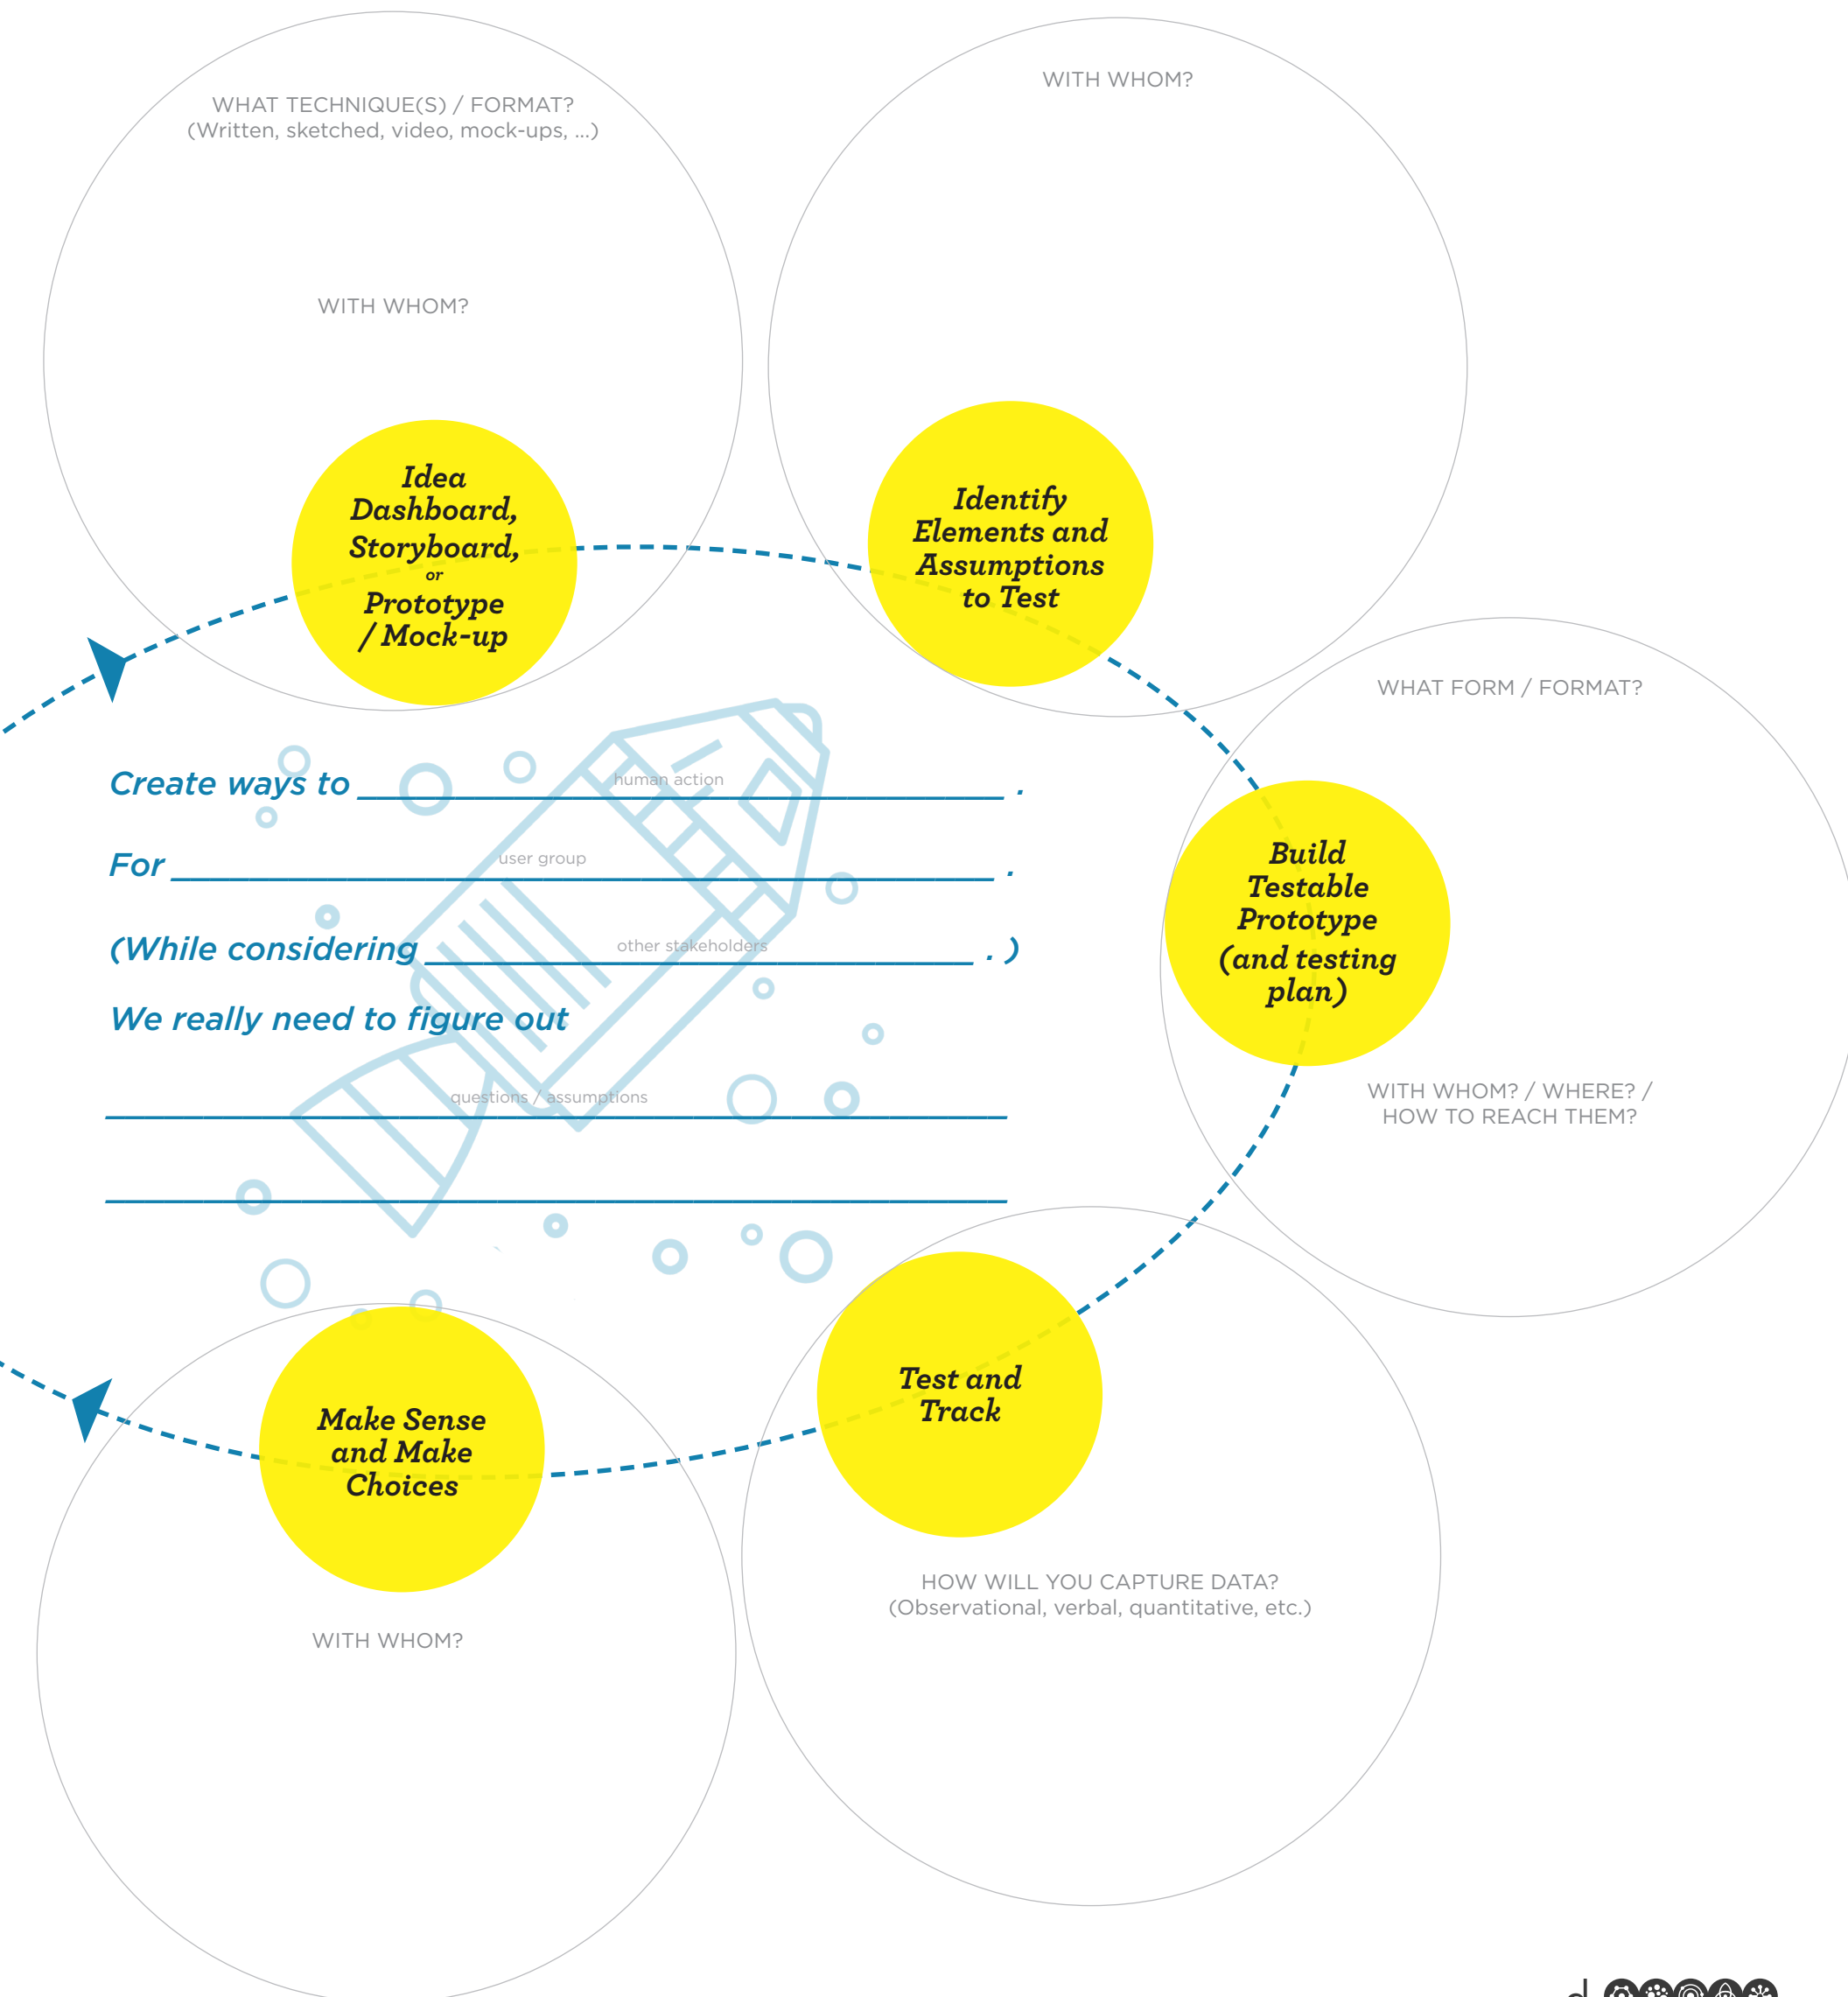 WHAT TECHNIQUE(S) / FORMAT?
(Written, sketched, video, mock-ups, ...)
WITH WHOM?
Idea
Dashboard,
Storyboard,
or
Prototype
/ Mock-up
WITH WHOM?
Identify
Elements and
Assumptions
to Test
WHAT FORM / FORMAT?
Build
Testable
Prototype
(and testing
plan)
WITH WHOM? / WHERE? /
HOW TO REACH THEM?
Create ways to human action .
For user group .
(While considering other stakeholders . )
We really need to figure out
questions / assumptions
Test and
Track
HOW WILL YOU CAPTURE DATA?
(Observational, verbal, quantitative, etc.)
Make Sense
and Make
Choices
WITH WHOM?